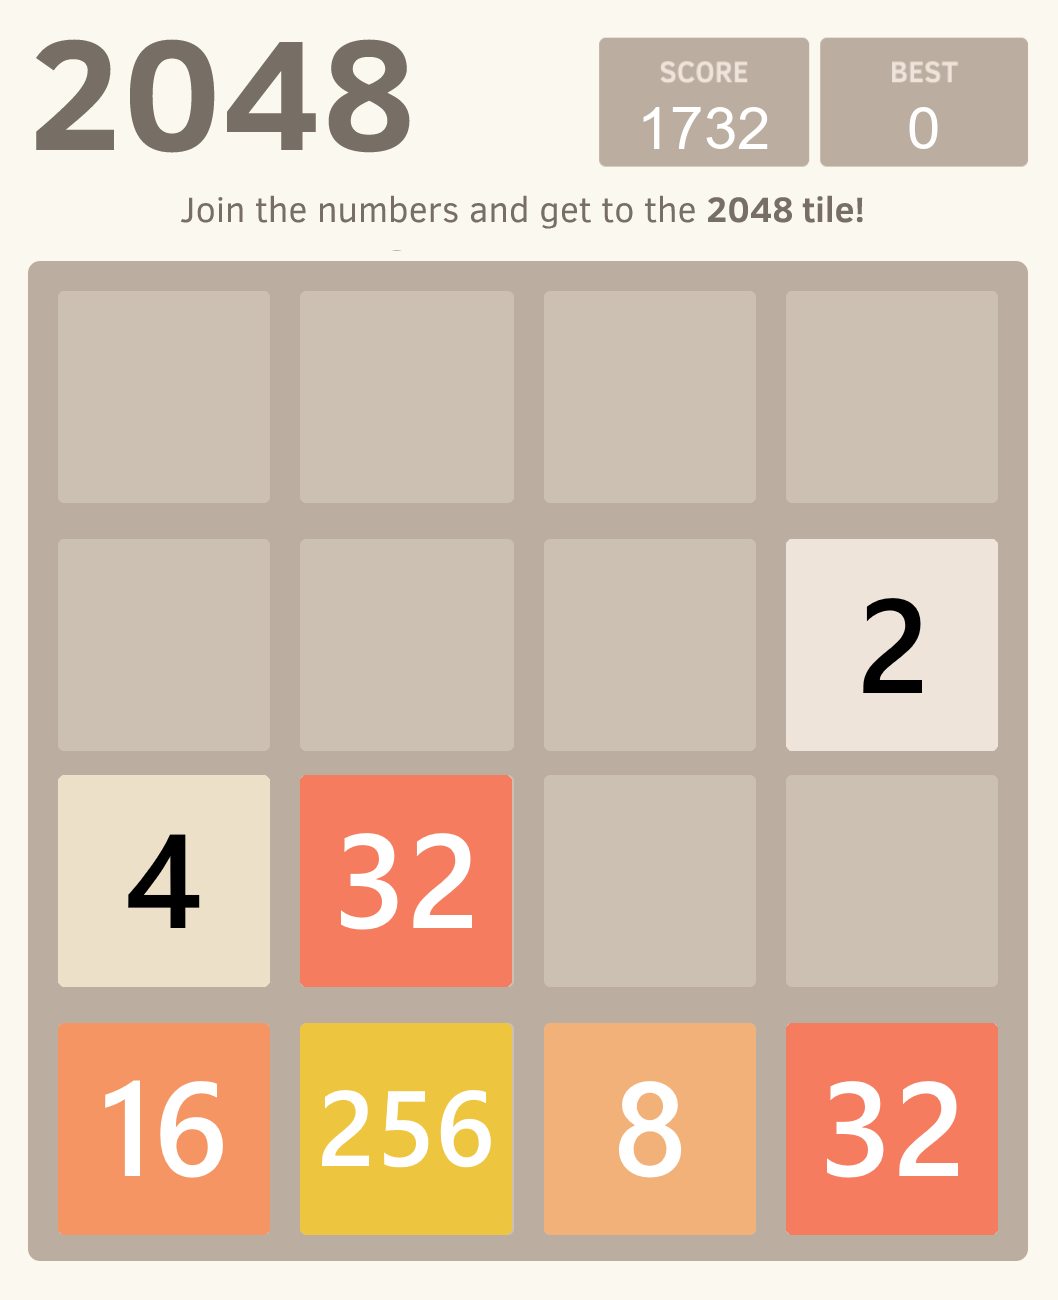 2048
SCORE BEST
1732 0
Join the numbers and get to the 2048 tile!
2
4 32
16 256 8 32